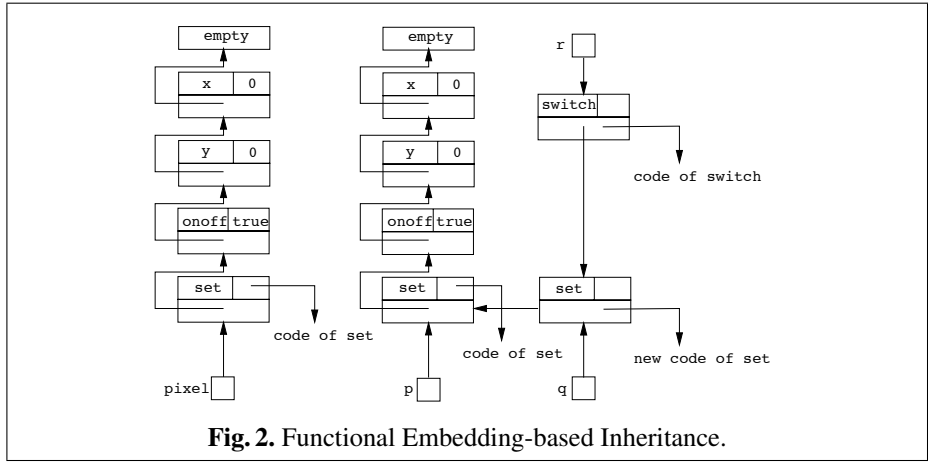 empty
x 0
y 0
onoff true
set
code of set
pixel
empty
x 0
y 0
onoff true
set
code of set
p
r
switch
code of switch
set
new code of set
q
Fig. 2. Functional Embedding-based Inheritance.